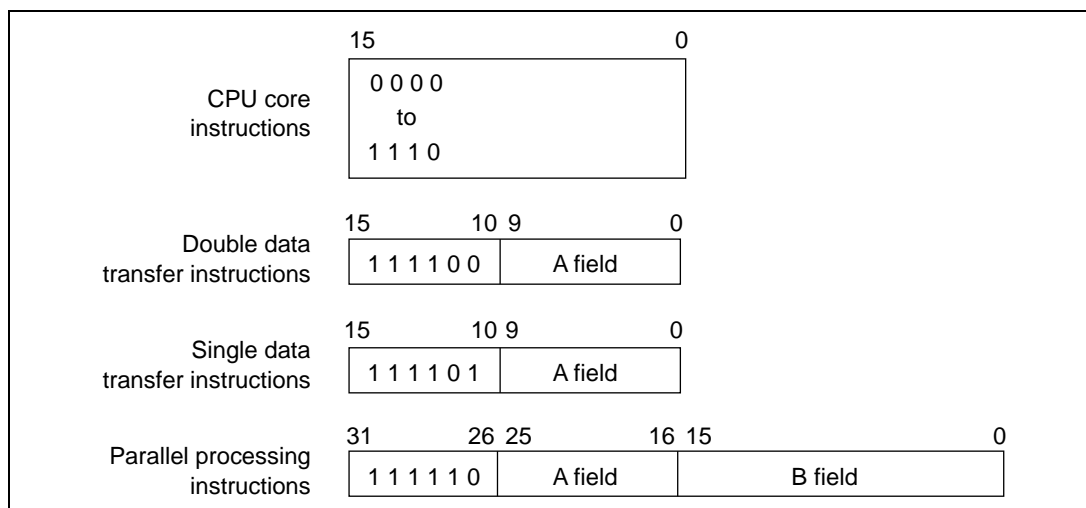 15 0
CPU core
instructions
0 0 0 0
to
1 1 1 0
15 10 9 0
Double data
transfer instructions
1 1 1 1 0 0 A field
15 10 9 0
Single data
transfer instructions
1 1 1 1 0 1 A field
31 26 25 16 15 0
Parallel processing
instructions
1 1 1 1 1 0 A field B field